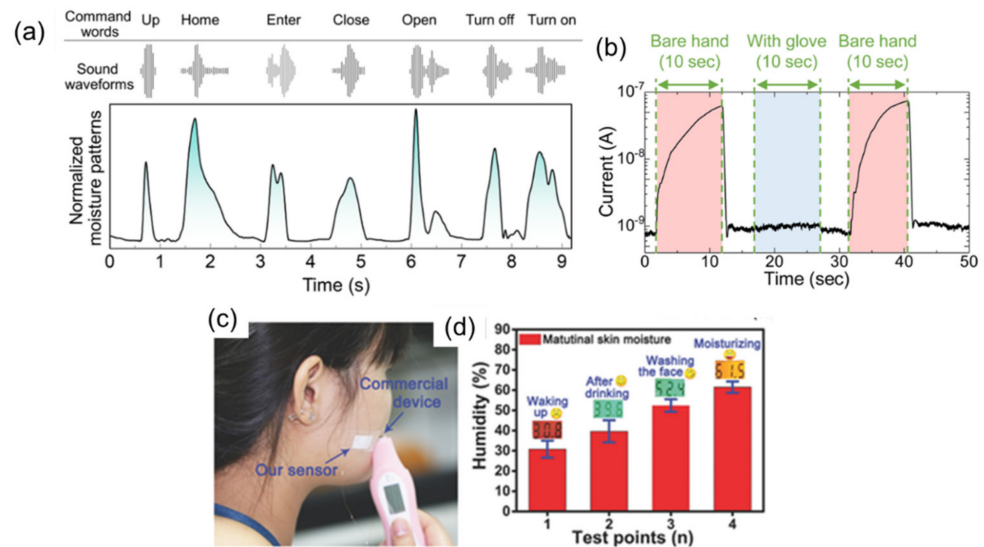 (a)
Command words Up Home Enter Close Open Turn off Turn on
Sound waveforms
Normalized moisture patterns
0 1 2 3 4 5 6 7 8 9
Time (s)
(b)
Bare hand (10 sec)
With glove (10 sec)
Bare hand (10 sec)
Current (A)
10⁻⁷
10⁻⁸
10⁻⁹
0 10 20 30 40 50
Time (sec)
(c)
Commercial device
Our sensor
(d)
Humidity (%)
90
80
70
60
50
40
30
20
10
0
Matutinal skin moisture
Waking up
30.8
After drinking
39.6
Washing the face
52.4
Moisturizing
61.5
1 2 3 4
Test points (n)